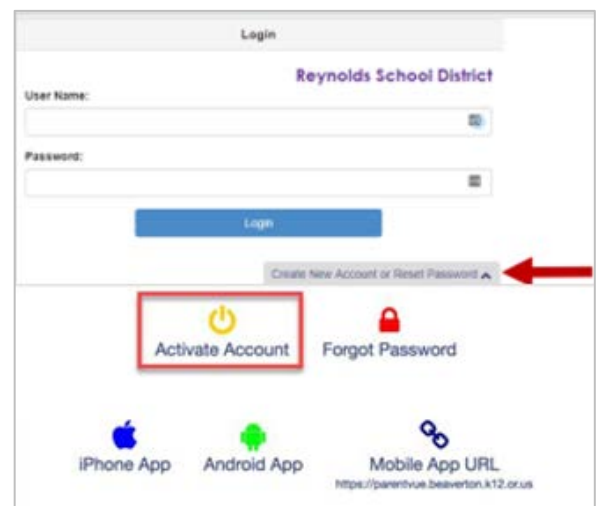 Login
Reynolds School District
User Name:
Password:
Login
Create New Account or Reset Password
Activate Account Forgot Password
iPhone App Android App Mobile App URL
https://parentvue.beaverton.k12.or.us